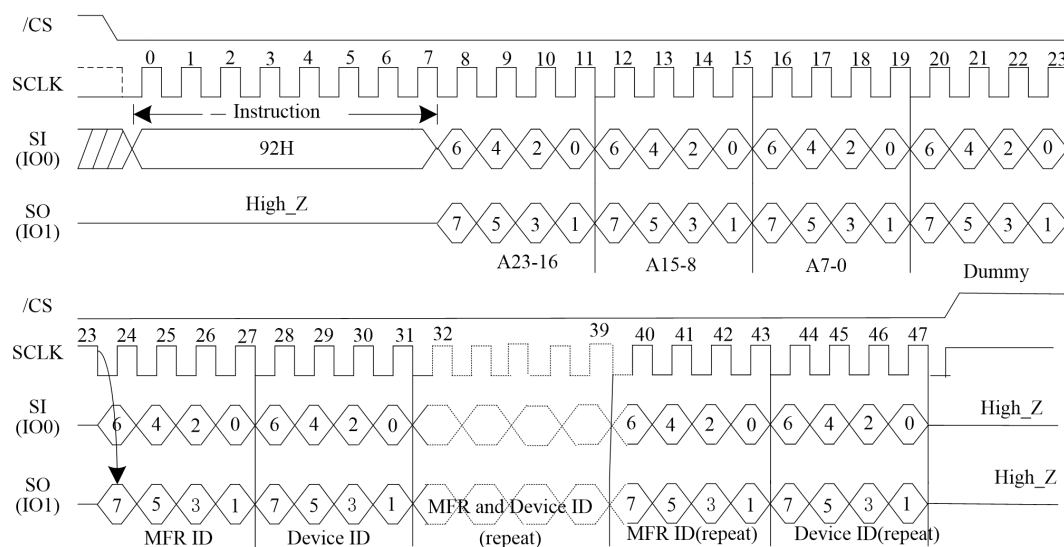 /CS
0 1 2 3 4 5 6 7 8 9 10 11 12 13 14 15 16 17 18 19 20 21 22 23
SCLK
Instruction
SI
(IO0)
92H 6 4 2 0 6 4 2 0 6 4 2 0 6 4 2 0
SO
(IO1)
High_Z 7 5 3 1 7 5 3 1 7 5 3 1 7 5 3 1
A23-16 A15-8 A7-0 Dummy
/CS
23 24 25 26 27 28 29 30 31 32 39 40 41 42 43 44 45 46 47
SCLK
SI
(IO0)
6 4 2 0 6 4 2 0 6 4 2 0 6 4 2 0 High_Z
SO
(IO1)
7 5 3 1 7 5 3 1 MFR and Device ID 7 5 3 1 7 5 3 1 High_Z
MFR ID Device ID (repeat) MFR ID(repeat) Device ID(repeat)